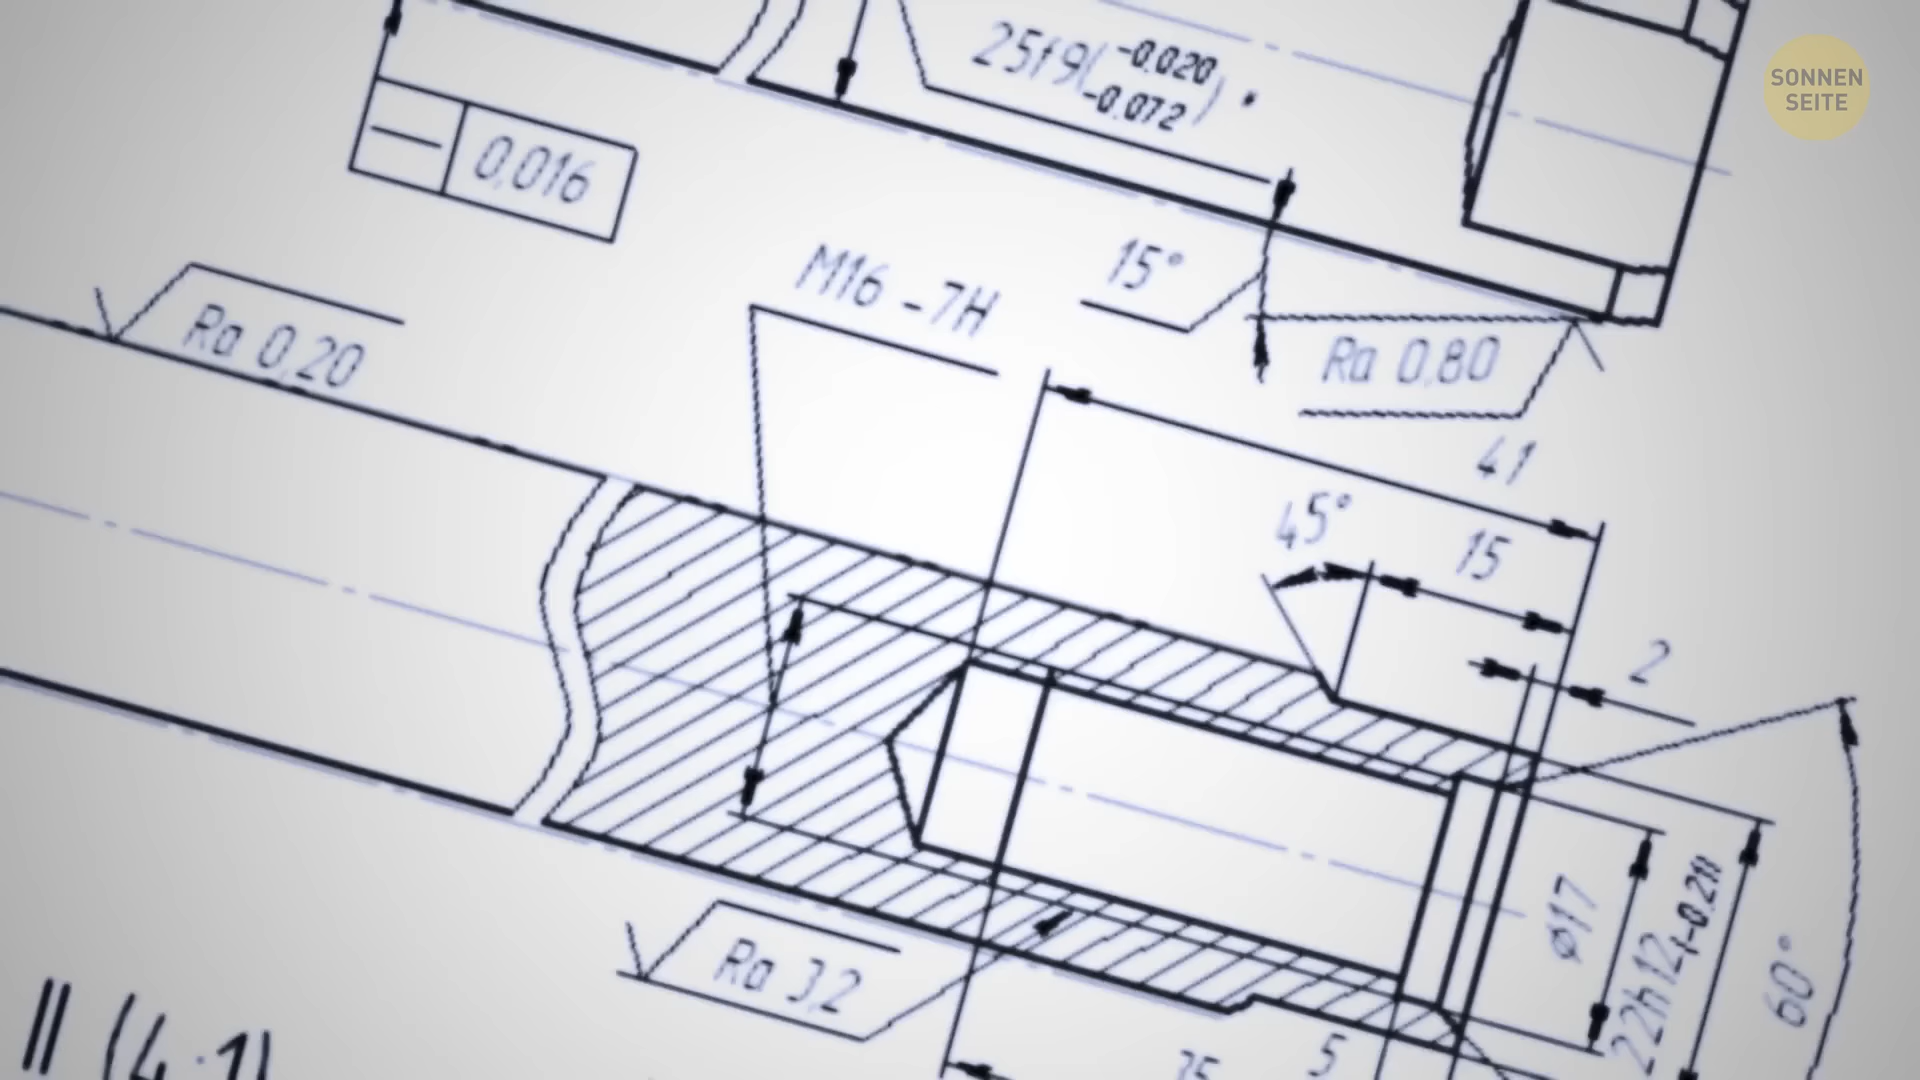 SONNEN
SEITE
25f9(-0.020
-0.072)
0,016
M16 -7H
15°
Ra 0,20
Ra 0,80
41
45°
15
2
Ø17
22h12(-0.21)
60°
Ra 3,2
5
II (4:1)